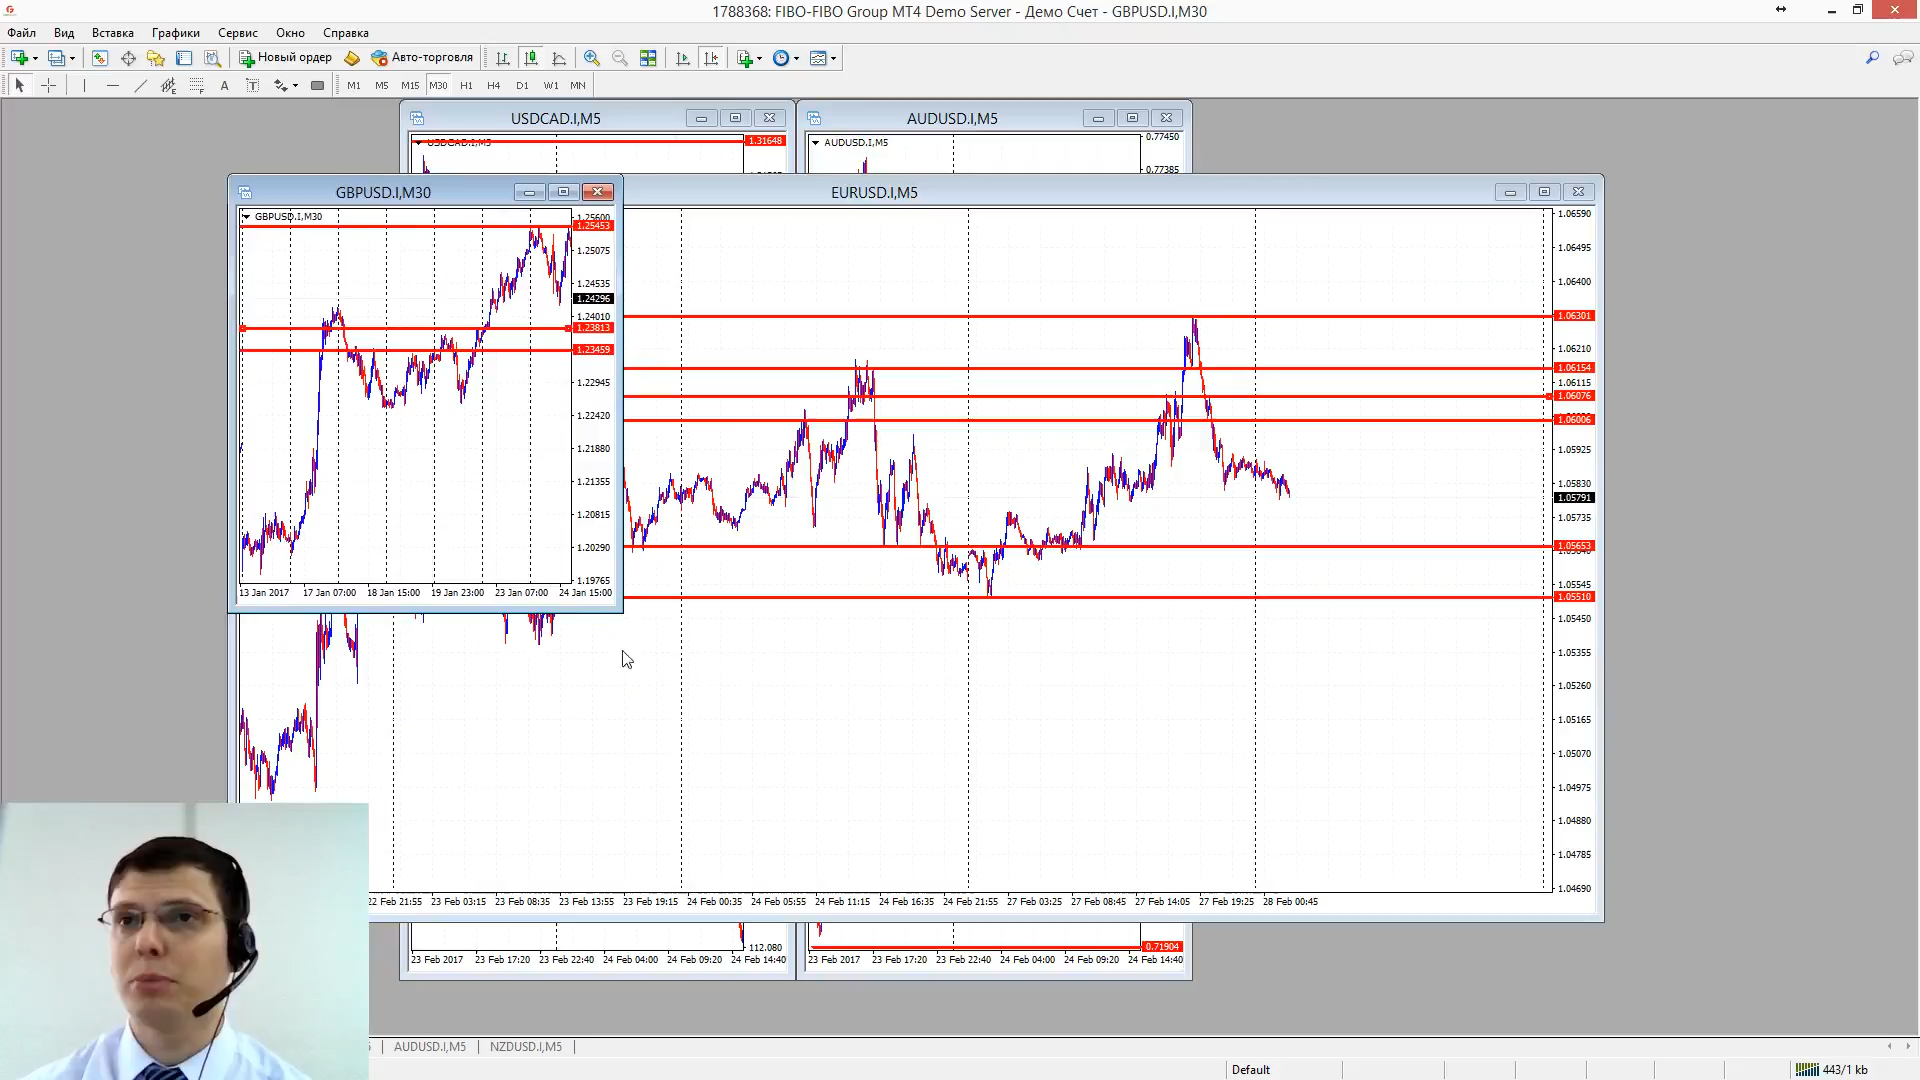 1788368: FIBO-FIBO Group MT4 Demo Server - Демо Счет - GBPUSD.I,M30
Файл Вид Вставка Графики Сервис Окно Справка
Новый ордер Авто-торговля
A T M1 M5 M15 M30 H1 H4 D1 W1 MN
USDCAD.I,M5
USDCAD.I,M5
1.31648
AUDUSD.I,M5
AUDUSD.I,M5
0.77450
0.77385
GBPUSD.I,M30
GBPUSD.I,M30
1.25600
1.25453
1.25075
1.24535
1.24296
1.24010
1.23813
1.23459
1.22945
1.22420
1.21880
1.21355
1.20815
1.20290
1.19765
13 Jan 2017 17 Jan 07:00 18 Jan 15:00 19 Jan 23:00 23 Jan 07:00 24 Jan 15:00
EURUSD.I,M5
1.06590
1.06495
1.06400
1.06301
1.06210
1.06154
1.06115
1.06076
1.06006
1.05925
1.05830
1.05791
1.05735
1.05653
1.05545
1.05510
1.05450
1.05355
1.05260
1.05165
1.05070
1.04975
1.04880
1.04785
1.04690
22 Feb 21:55 23 Feb 03:15 23 Feb 08:35 23 Feb 13:55 23 Feb 19:15 24 Feb 00:35 24 Feb 05:55 24 Feb 11:15 24 Feb 16:35 24 Feb 21:55 27 Feb 03:25 27 Feb 08:45 27 Feb 14:05 27 Feb 19:25 28 Feb 00:45
112.080
23 Feb 2017 23 Feb 17:20 23 Feb 22:40 24 Feb 04:00 24 Feb 09:20 24 Feb 14:40
0.71904
23 Feb 2017 23 Feb 17:20 23 Feb 22:40 24 Feb 04:00 24 Feb 09:20 24 Feb 14:40
AUDUSD.I,M5 NZDUSD.I,M5
Default
443/1 kb